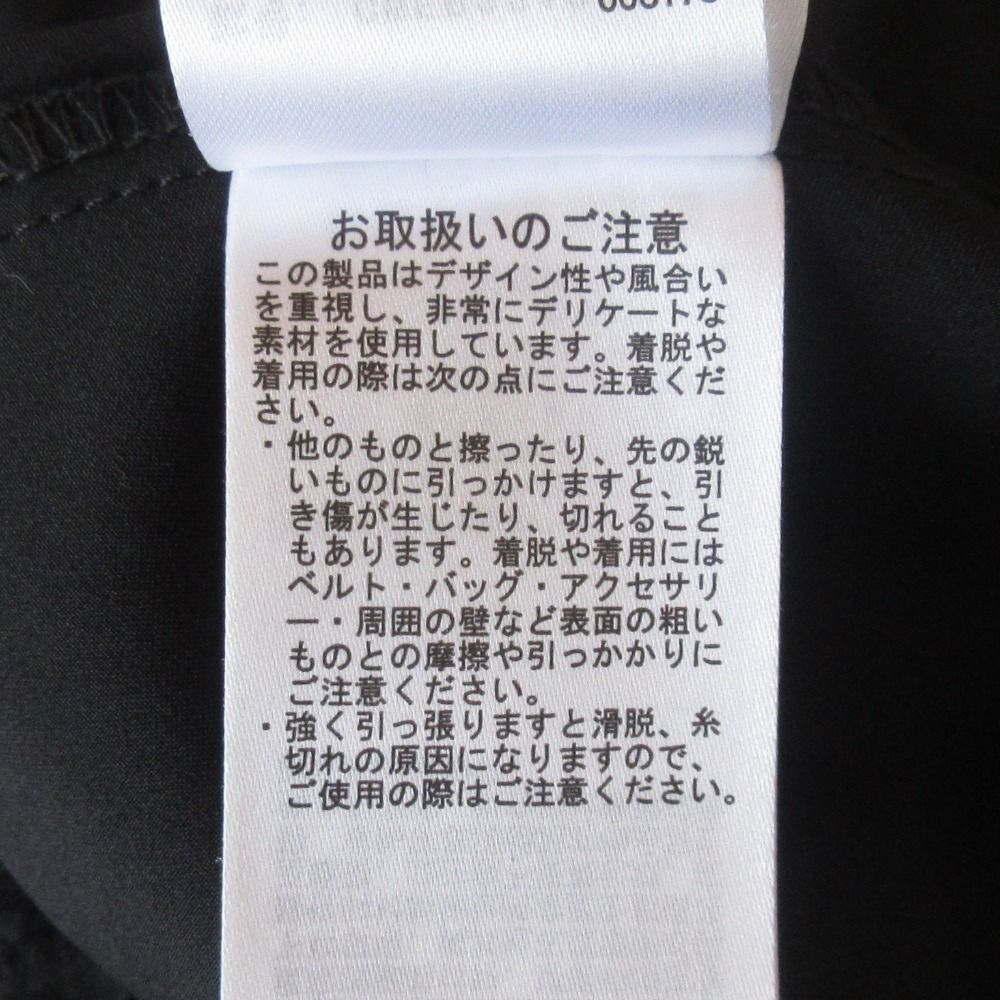 お取扱いのご注意
この製品はデザイン性や風合い
を重視し、非常にデリケートな
素材を使用しています。着脱や
着用の際は次の点にご注意くだ
さい。
・他のものと擦ったり、先の鋭
いものに引っかけますと、引
き傷が生じたり、切れること
もあります。着脱や着用には
ベルト・バッグ・アクセサリ
ー・周囲の壁など表面の粗い
ものとの摩擦や引っかかりに
ご注意ください。
・強く引っ張りますと滑脱、糸
切れの原因になりますので、
ご使用の際はご注意ください。